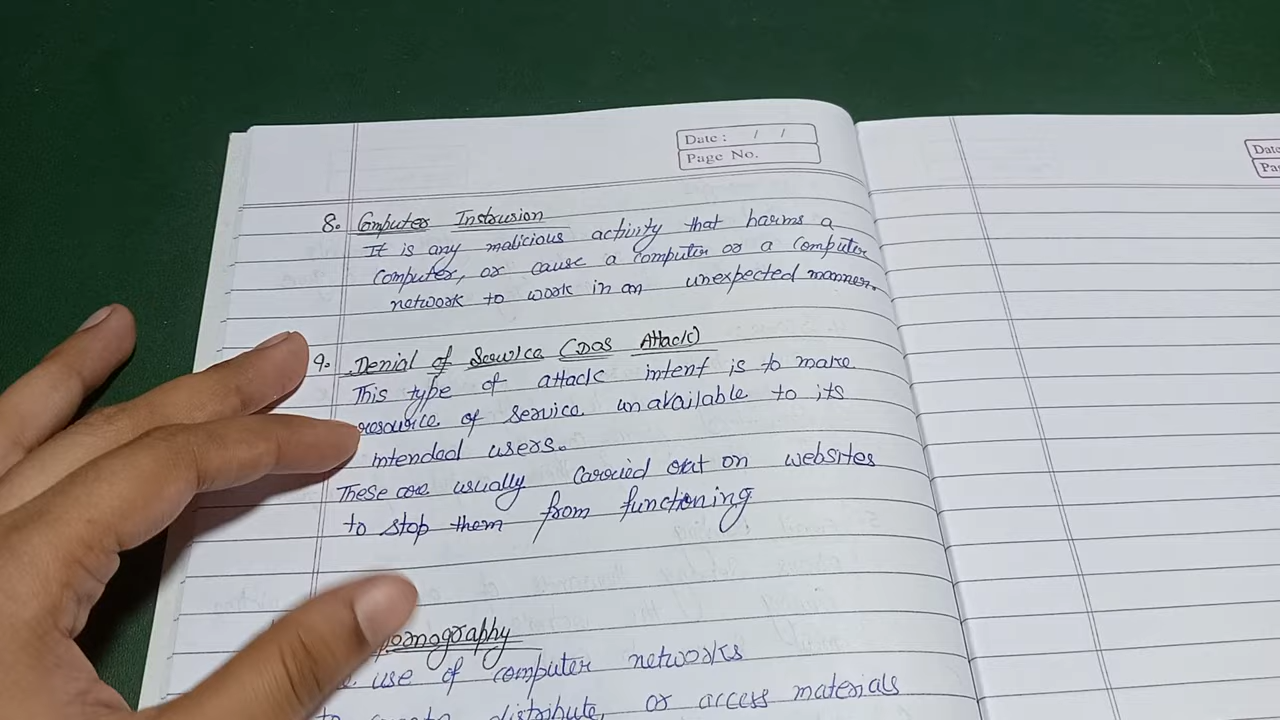 Date : / /
Page No.
8. Computer Instrusion
It is any malicious activity that harms a
computer, or cause a computer or a computer
network to work in an unexpected manner.
9. Denial of Service (DOS Attack)
This type of attack intent is to make
resource of service unavailable to its
intended users.
These are usually carried out on websites
to stop them from functioning
pornography
use of computer networks
distribute, or access materials
Date
Pa